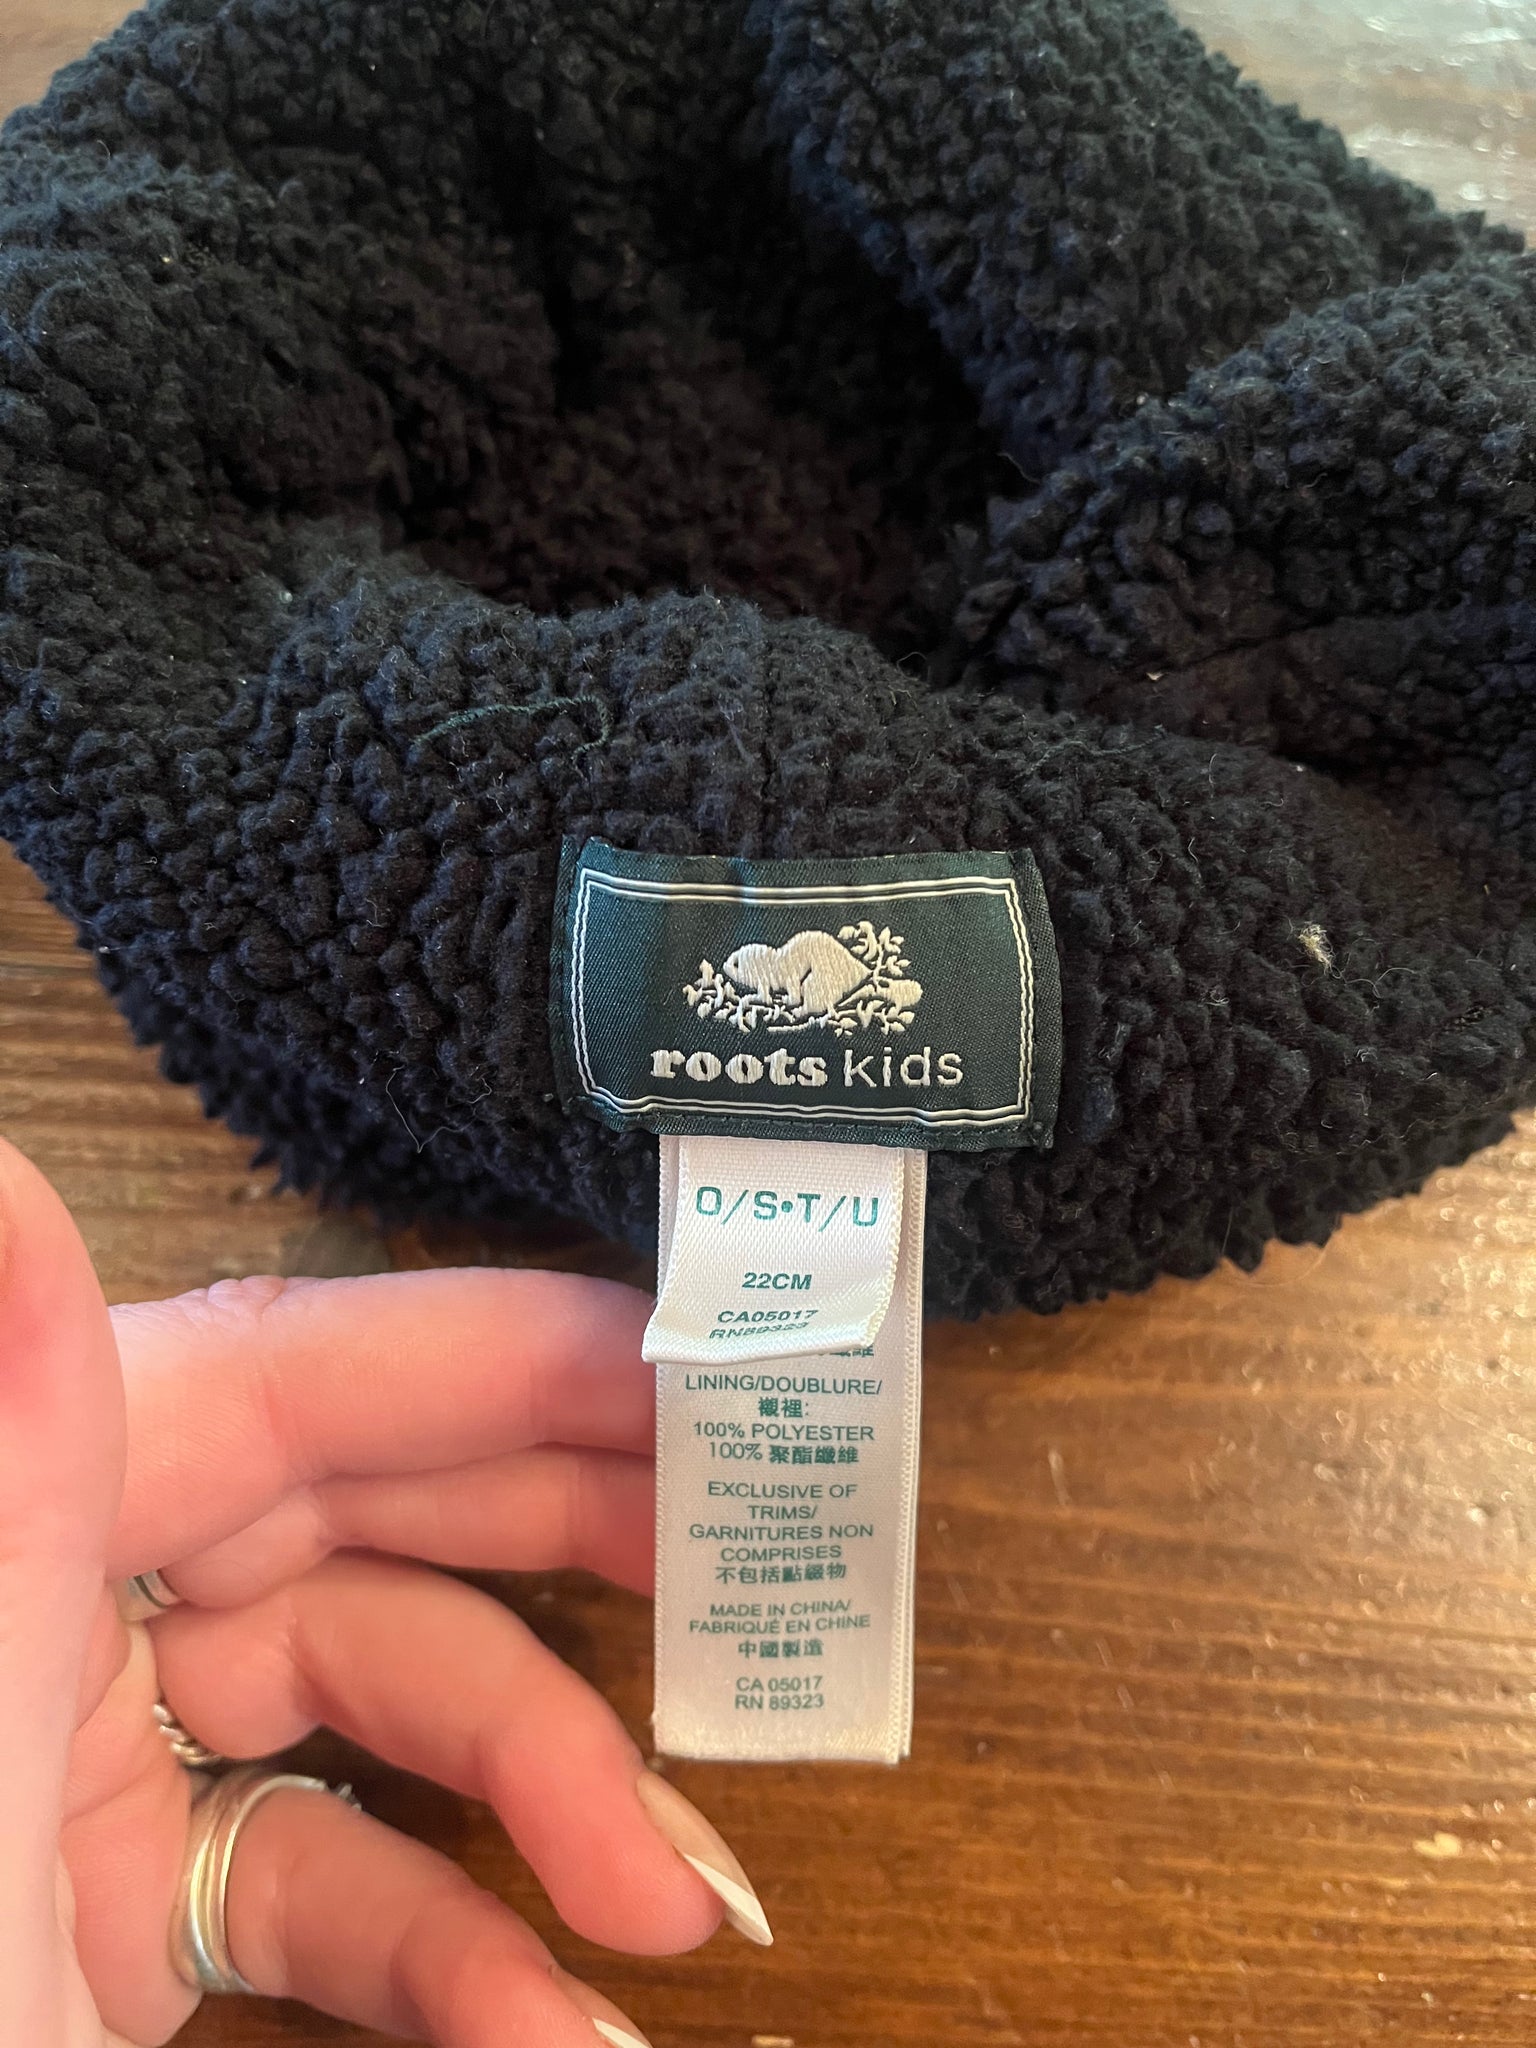 roots kids
O/S•T/U
22CM
CA05017
RN89323
LINING/DOUBLURE/
襯裡:
100% POLYESTER
100% 聚酯纖維
EXCLUSIVE OF
TRIMS/
GARNITURES NON
COMPRISES
不包括點綴物
MADE IN CHINA/
FABRIQUÉ EN CHINE
中國製造
CA 05017
RN 89323